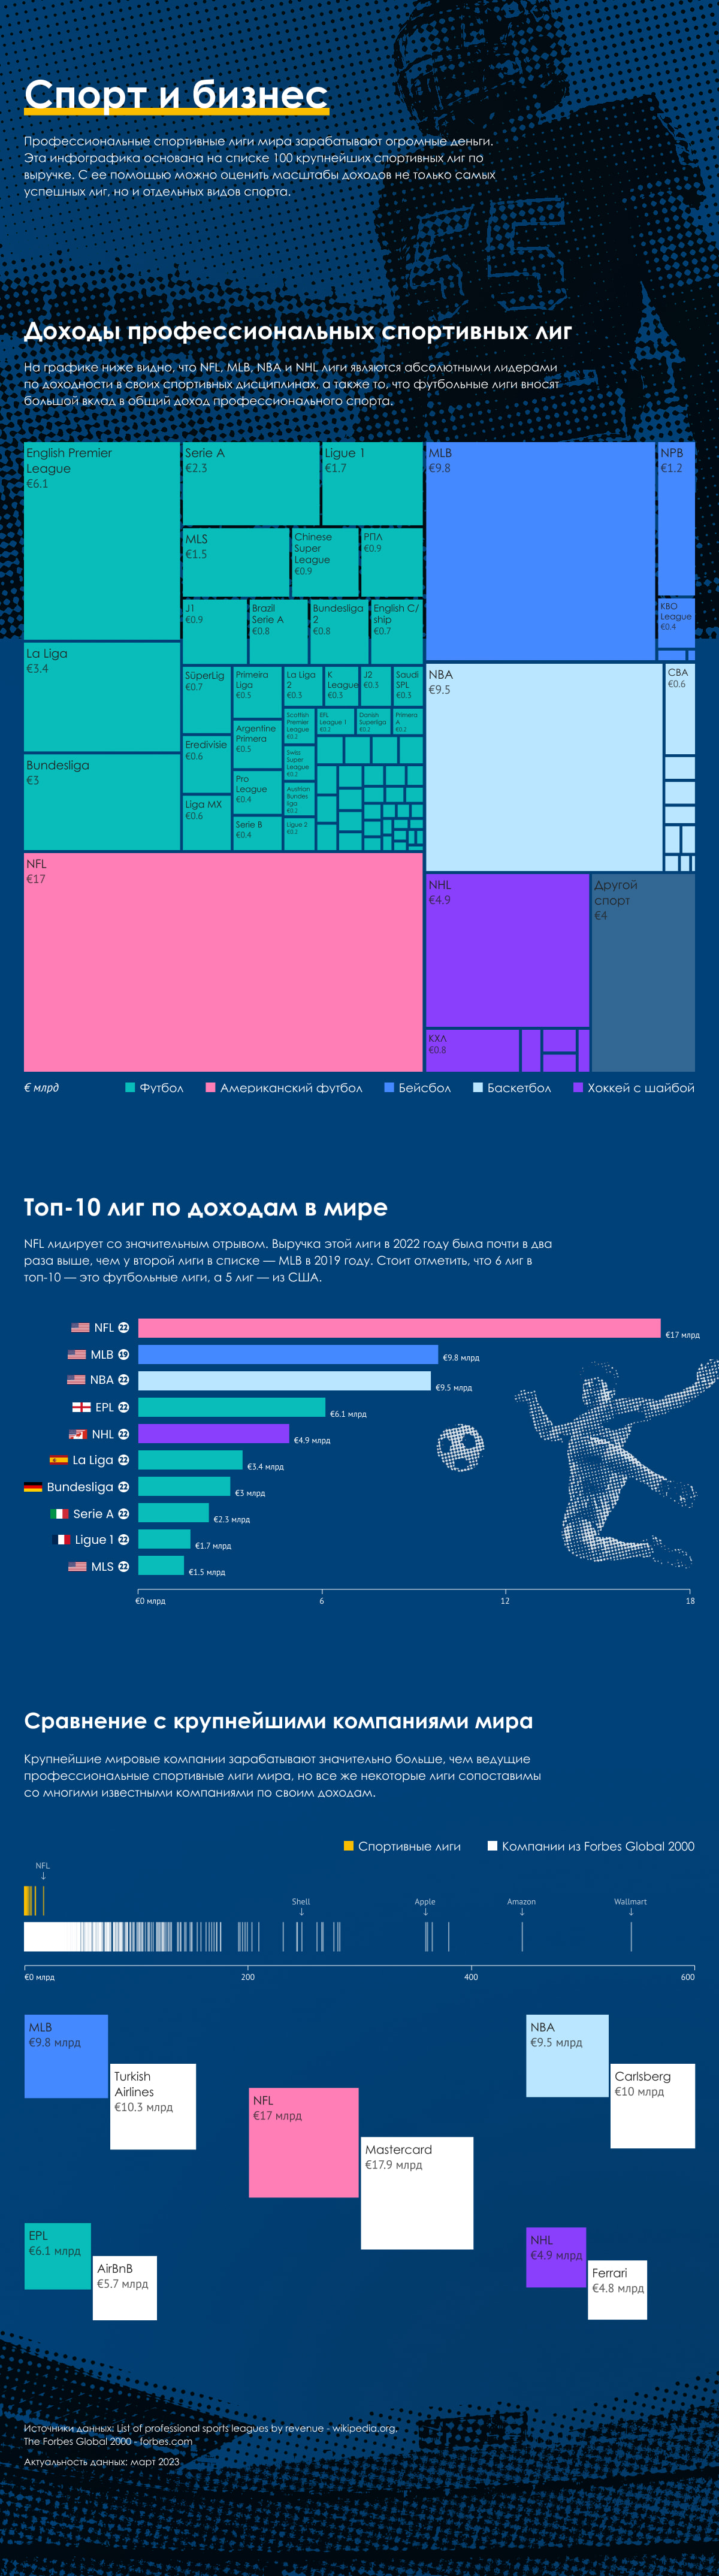 Спорт и бизнес
Профессиональные спортивные лиги мира зарабатывают огромные деньги.
Эта инфографика основана на списке 100 крупнейших спортивных лиг по
выручке. С ее помощью можно оценить масштабы доходов не только самых
успешных лиг, но и отдельных видов спорта.
Доходы профессиональных спортивных лиг
На графике ниже видно, что NFL, MLB, NBA и NHL лиги являются абсолютными лидерами
по доходности в своих спортивных дисциплинах, а также то, что футбольные лиги вносят
большой вклад в общий доход профессионального спорта.
English Premier
League
€6.1
Serie A
€2.3
Ligue 1
€1.7
MLB
€9.8
NPB
€1.2
MLS
€1.5
Chinese
Super
League
€0.9
РПЛ
€0.9
J1
€0.9
Brazil
Serie A
€0.8
Bundesliga
2
€0.8
English C/
ship
€0.7
KBO
League
€0.4
La Liga
€3.4
SüperLig
€0.7
Primeira
Liga
€0.5
La Liga
2
€0.3
K
League
€0.3
J2
€0.3
Saudi
SPL
€0.3
NBA
€9.5
CBA
€0.6
Scottish
Premier
League
€0.2
EFL
League 1
€0.2
Danish
Superliga
€0.2
Primera
A
€0.2
Argentine
Primera
€0.5
Eredivisie
€0.6
Swiss
Super
League
€0.2
Bundesliga
€3
Pro
League
€0.4
Austrian
Bundes
liga
€0.2
Liga MX
€0.6
Serie B
€0.4
Ligue 2
€0.2
NFL
€17
NHL
€4.9
Другой
спорт
€4
КХЛ
€0.8
€ млрд
Футбол
Американский футбол
Бейсбол
Баскетбол
Хоккей с шайбой
Топ-10 лиг по доходам в мире
NFL лидирует со значительным отрывом. Выручка этой лиги в 2022 году была почти в два
раза выше, чем у второй лиги в списке — MLB в 2019 году. Стоит отметить, что 6 лиг в
топ-10 — это футбольные лиги, а 5 лиг — из США.
NFL 22 €17 млрд
MLB 19 €9.8 млрд
NBA 22 €9.5 млрд
EPL 22 €6.1 млрд
NHL 22 €4.9 млрд
La Liga 23 €3.4 млрд
Bundesliga 23 €3 млрд
Serie A 23 €2.3 млрд
Ligue 1 23 €1.7 млрд
MLS 22 €1.5 млрд
€0 млрд 6 12 18
Сравнение с крупнейшими компаниями мира
Крупнейшие мировые компании зарабатывают значительно больше, чем ведущие
профессиональные спортивные лиги мира, но все же некоторые лиги сопоставимы
со многими известными компаниями по своим доходам.
Спортивные лиги
Компании из Forbes Global 2000
NFL
Shell
Apple
Amazon
Wallmart
€0 млрд 200 400 600
MLB
€9.8 млрд
Turkish
Airlines
€10.3 млрд
NBA
€9.5 млрд
Carlsberg
€10 млрд
NFL
€17 млрд
Mastercard
€17.9 млрд
EPL
€6.1 млрд
AirBnB
€5.7 млрд
NHL
€4.9 млрд
Ferrari
€4.8 млрд
Источники данных: List of professional sports leagues by revenue - wikipedia.org,
The Forbes Global 2000 - forbes.com
Актуальность данных: март 2023